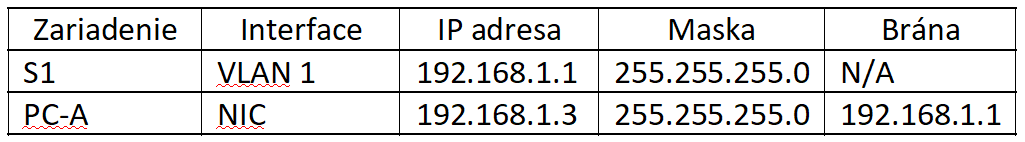 Zariadenie Interface IP adresa Maska Brána
S1 VLAN 1 192.168.1.1 255.255.255.0 N/A
PC-A NIC 192.168.1.3 255.255.255.0 192.168.1.1